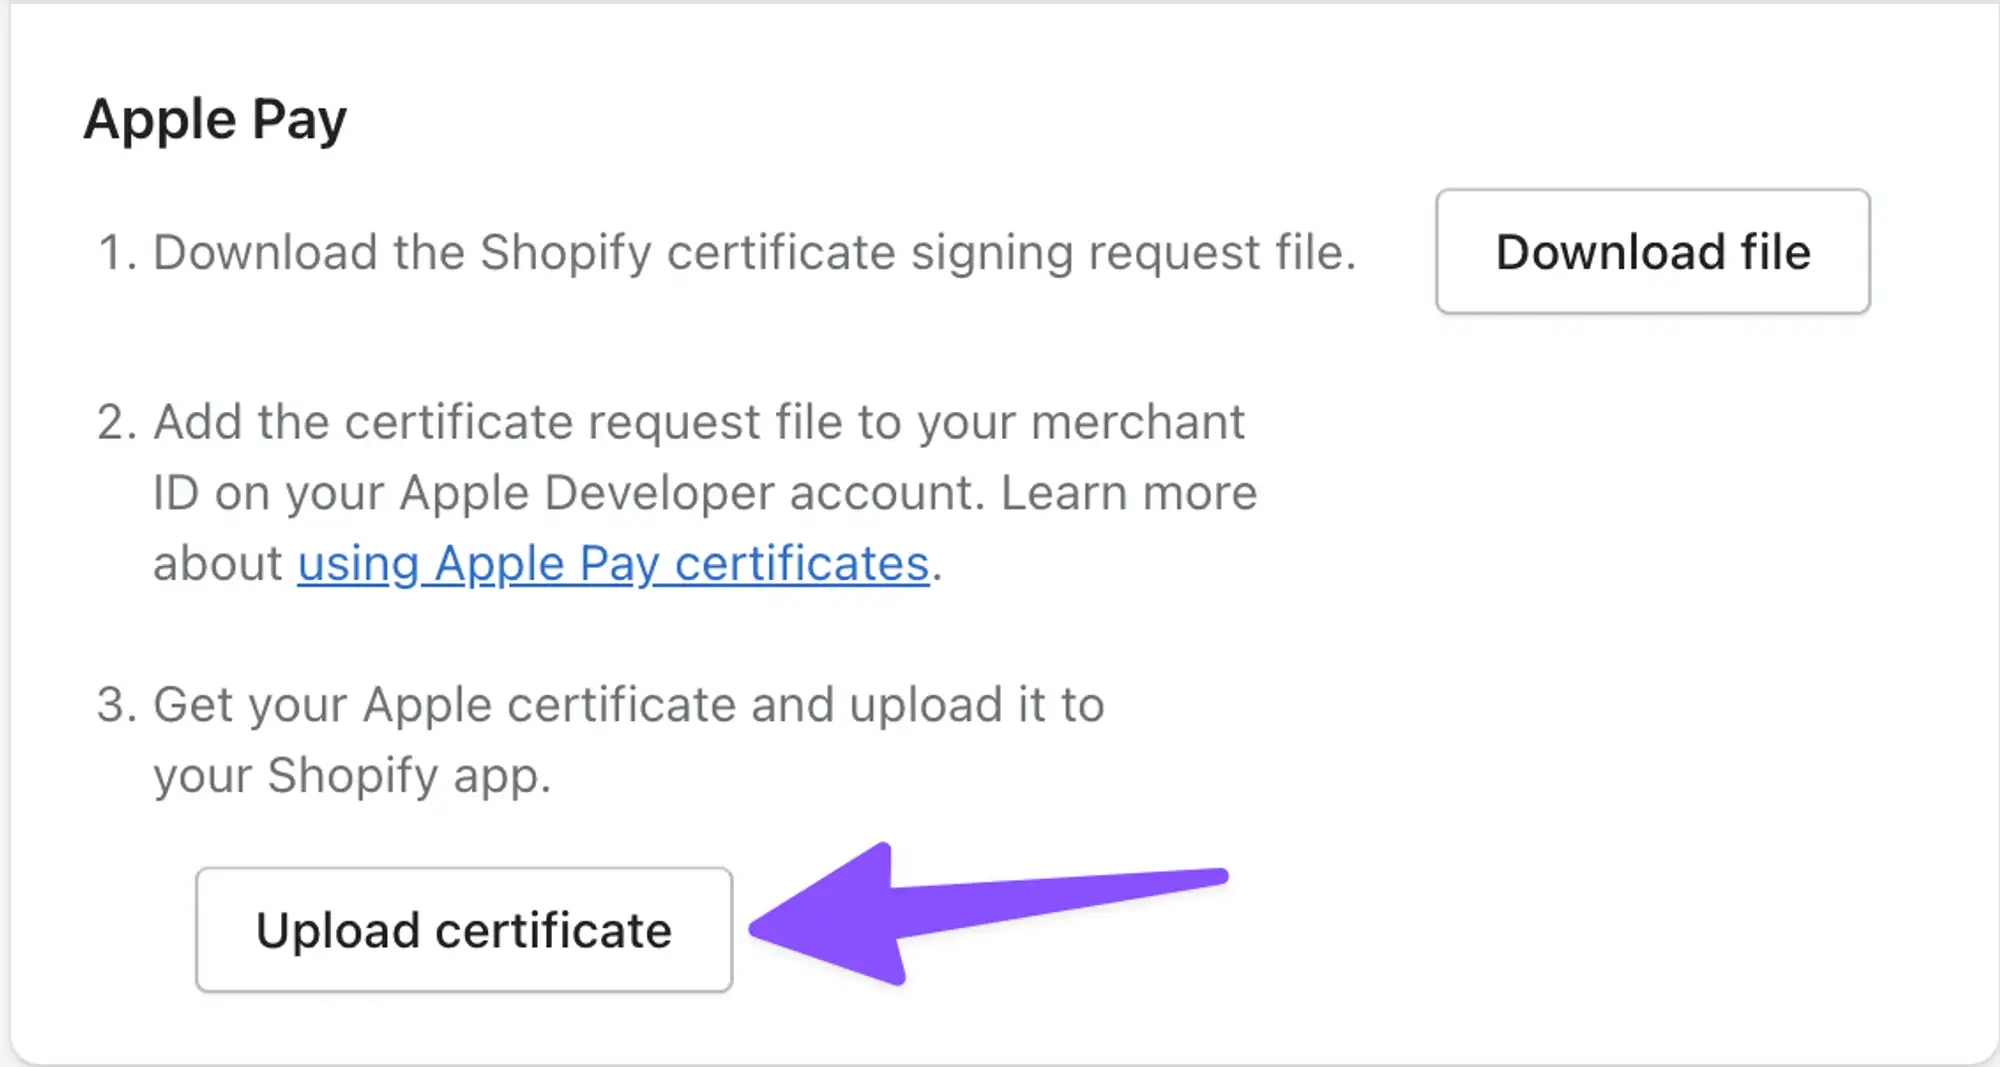 Apple Pay
1. Download the Shopify certificate signing request file.
Download file
2. Add the certificate request file to your merchant
ID on your Apple Developer account. Learn more
about using Apple Pay certificates.
3. Get your Apple certificate and upload it to
your Shopify app.
Upload certificate